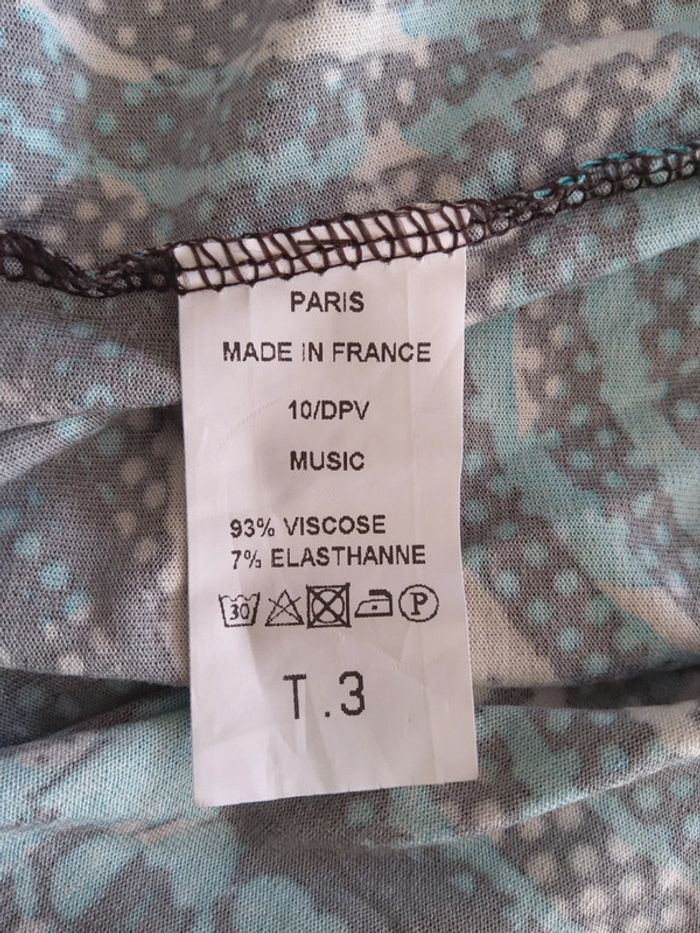 PARIS
MADE IN FRANCE
10/DPV
MUSIC
93% VISCOSE
7% ELASTHANNE
30 P
T.3